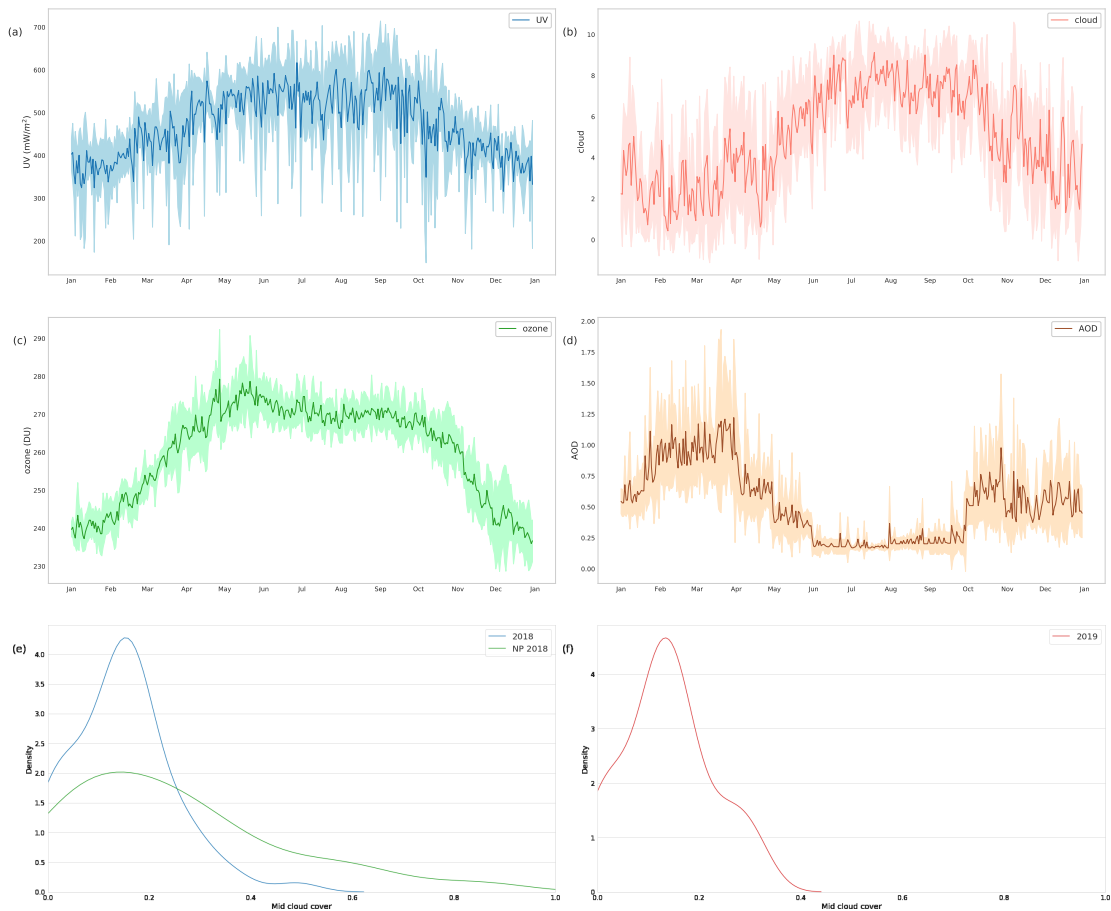 (a)
UV
UV (mW/m²)
700
600
500
400
300
200
Jan Feb Mar Apr May Jun Jul Aug Sep Oct Nov Dec Jan
(b)
cloud
cloud
10
8
6
4
2
0
Jan Feb Mar Apr May Jun Jul Aug Sep Oct Nov Dec Jan
(c)
ozone
ozone (DU)
290
280
270
260
250
240
230
Jan Feb Mar Apr May Jun Jul Aug Sep Oct Nov Dec Jan
(d)
AOD
AOD
2.00
1.75
1.50
1.25
1.00
0.75
0.50
0.25
0.00
Jan Feb Mar Apr May Jun Jul Aug Sep Oct Nov Dec Jan
(e)
2018
NP 2018
Density
4.0
3.5
3.0
2.5
2.0
1.5
1.0
0.5
0.0
0.0 0.2 0.4 0.6 0.8 1.0
Mid cloud cover
(f)
2019
Density
4
3
2
1
0
0.0 0.2 0.4 0.6 0.8 1.0
Mid cloud cover